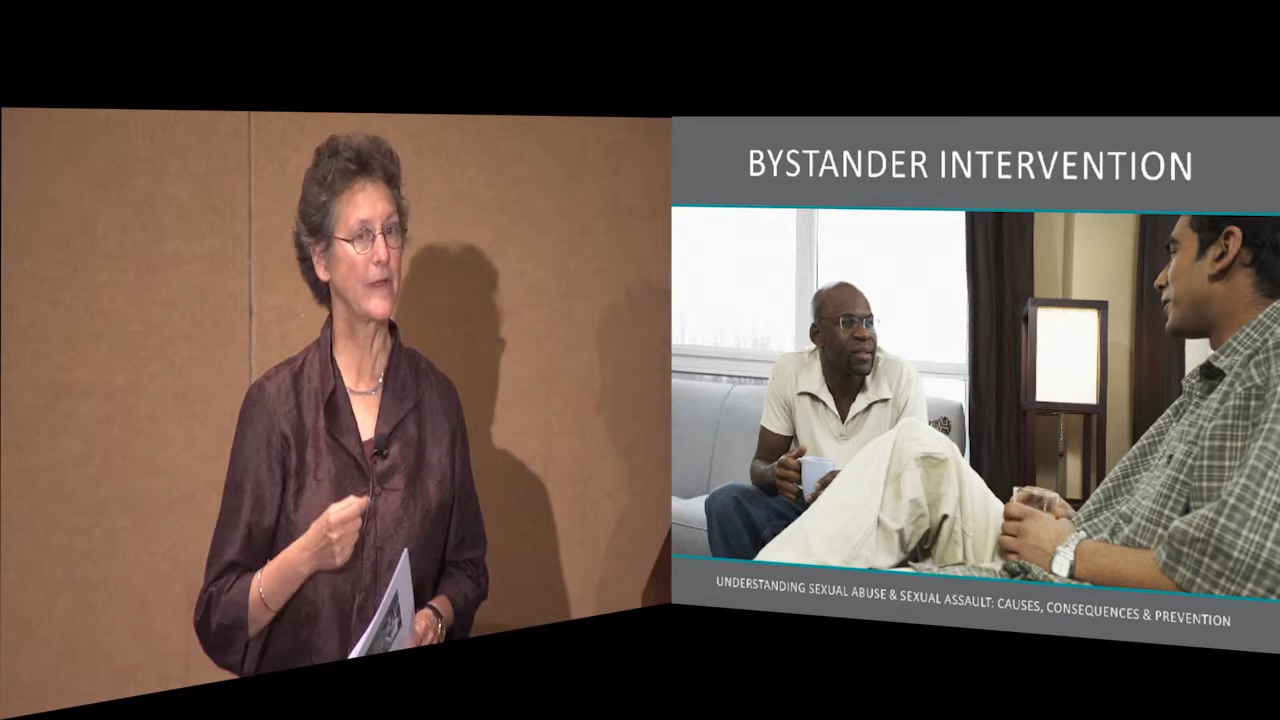 BYSTANDER INTERVENTION
UNDERSTANDING SEXUAL ABUSE & SEXUAL ASSAULT: CAUSES, CONSEQUENCES & PREVENTION